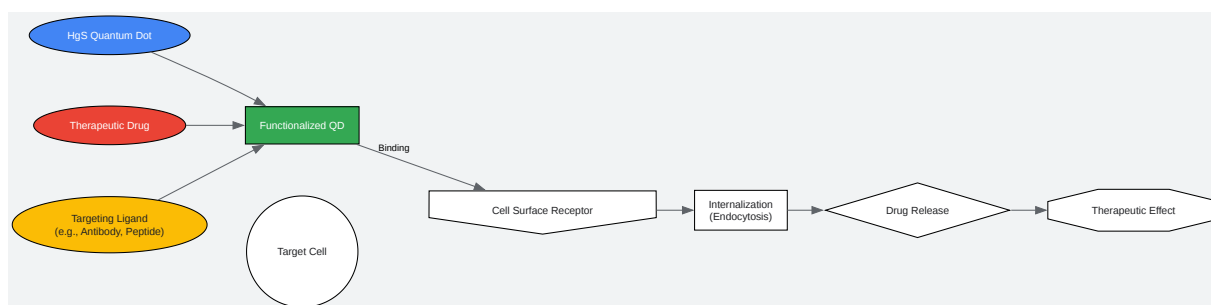 HgS Quantum Dot
Therapeutic Drug
Targeting Ligand
(e.g., Antibody, Peptide)
Functionalized QD
Binding
Target Cell
Cell Surface Receptor
Internalization
(Endocytosis)
Drug Release
Therapeutic Effect